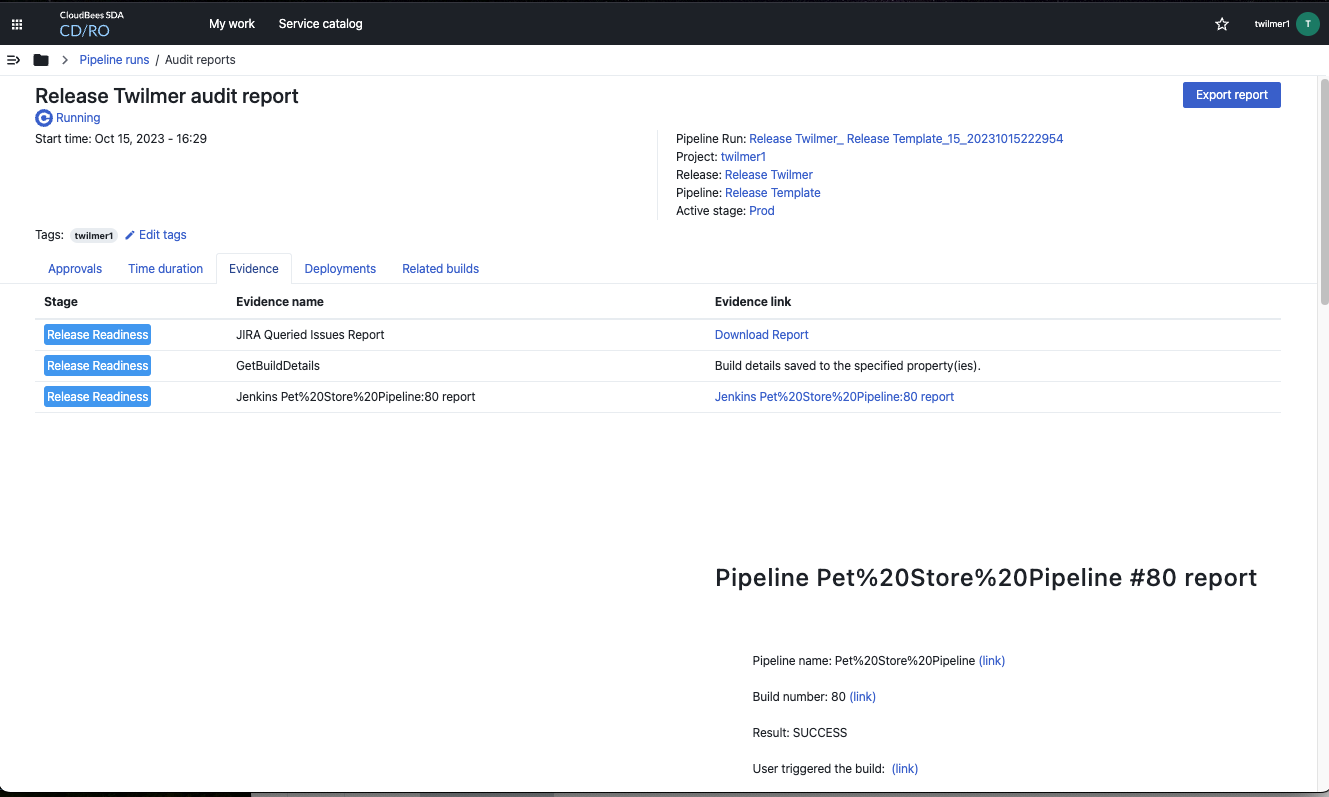 CloudBees SDA
CD/RO
My work
Service catalog
twilmer1
T
Pipeline runs / Audit reports
Release Twilmer audit report
Export report
Running
Start time: Oct 15, 2023 - 16:29
Pipeline Run: Release Twilmer_ Release Template_15_20231015222954
Project: twilmer1
Release: Release Twilmer
Pipeline: Release Template
Active stage: Prod
Tags: twilmer1 Edit tags
Approvals Time duration Evidence Deployments Related builds
Stage Evidence name Evidence link
Release Readiness JIRA Queried Issues Report Download Report
Release Readiness GetBuildDetails Build details saved to the specified property(ies).
Release Readiness Jenkins Pet%20Store%20Pipeline:80 report Jenkins Pet%20Store%20Pipeline:80 report
Pipeline Pet%20Store%20Pipeline #80 report
Pipeline name: Pet%20Store%20Pipeline (link)
Build number: 80 (link)
Result: SUCCESS
User triggered the build: (link)